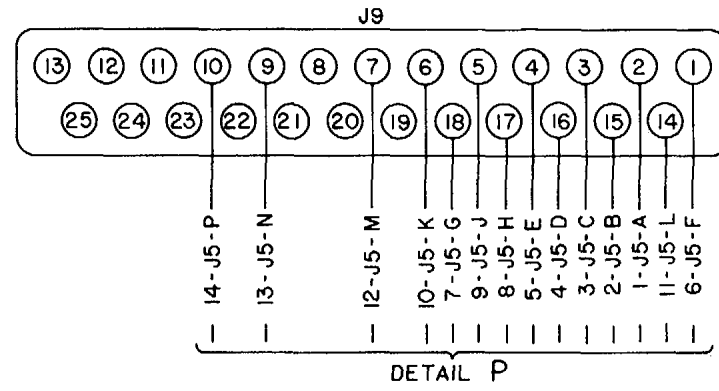 J9
13 12 11 10 9 8 7 6 5 4 3 2 1
25 24 23 22 21 20 19 18 17 16 15 14
14-J5-P
13-J5-N
12-J5-M
10-J5-K
7-J5-G
9-J5-J
8-J5-H
5-J5-E
4-J5-D
3-J5-C
2-J5-B
1-J5-A
11-J5-L
6-J5-F
DETAIL P